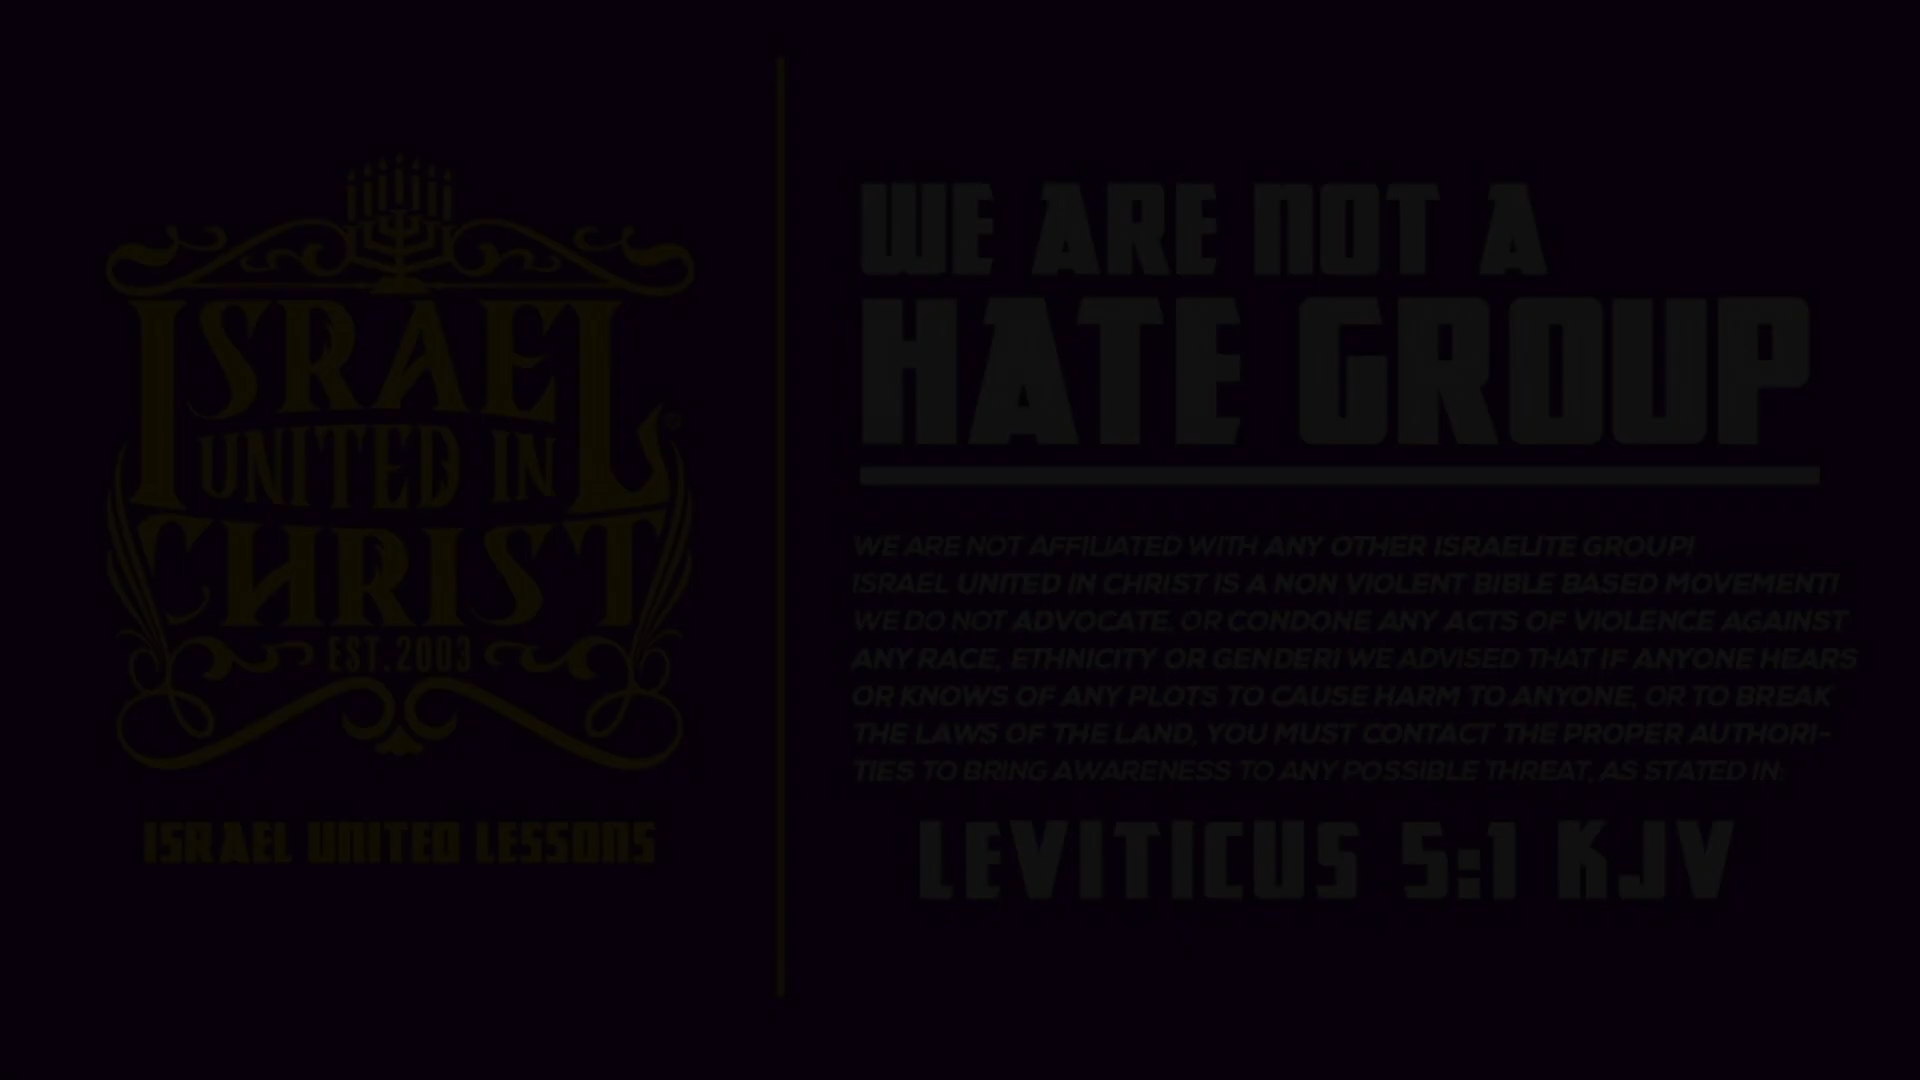 ISRAEL
UNITED IN
CHRIST
EST. 2003
ISRAEL UNITED LESSONS
WE ARE NOT A
HATE GROUP
WE ARE NOT AFFILIATED WITH ANY OTHER ISRAELITE GROUP!
ISRAEL UNITED IN CHRIST IS A NON VIOLENT BIBLE BASED MOVEMENT!
WE DO NOT ADVOCATE, OR CONDONE ANY ACTS OF VIOLENCE AGAINST
ANY RACE, ETHNICITY OR GENDER! WE ADVISED THAT IF ANYONE HEARS
OR KNOWS OF ANY PLOTS TO CAUSE HARM TO ANYONE, OR TO BREAK
THE LAWS OF THE LAND, YOU MUST CONTACT THE PROPER AUTHORI-
TIES TO BRING AWARENESS TO ANY POSSIBLE THREAT, AS STATED IN:
LEVITICUS 5:1 KJV